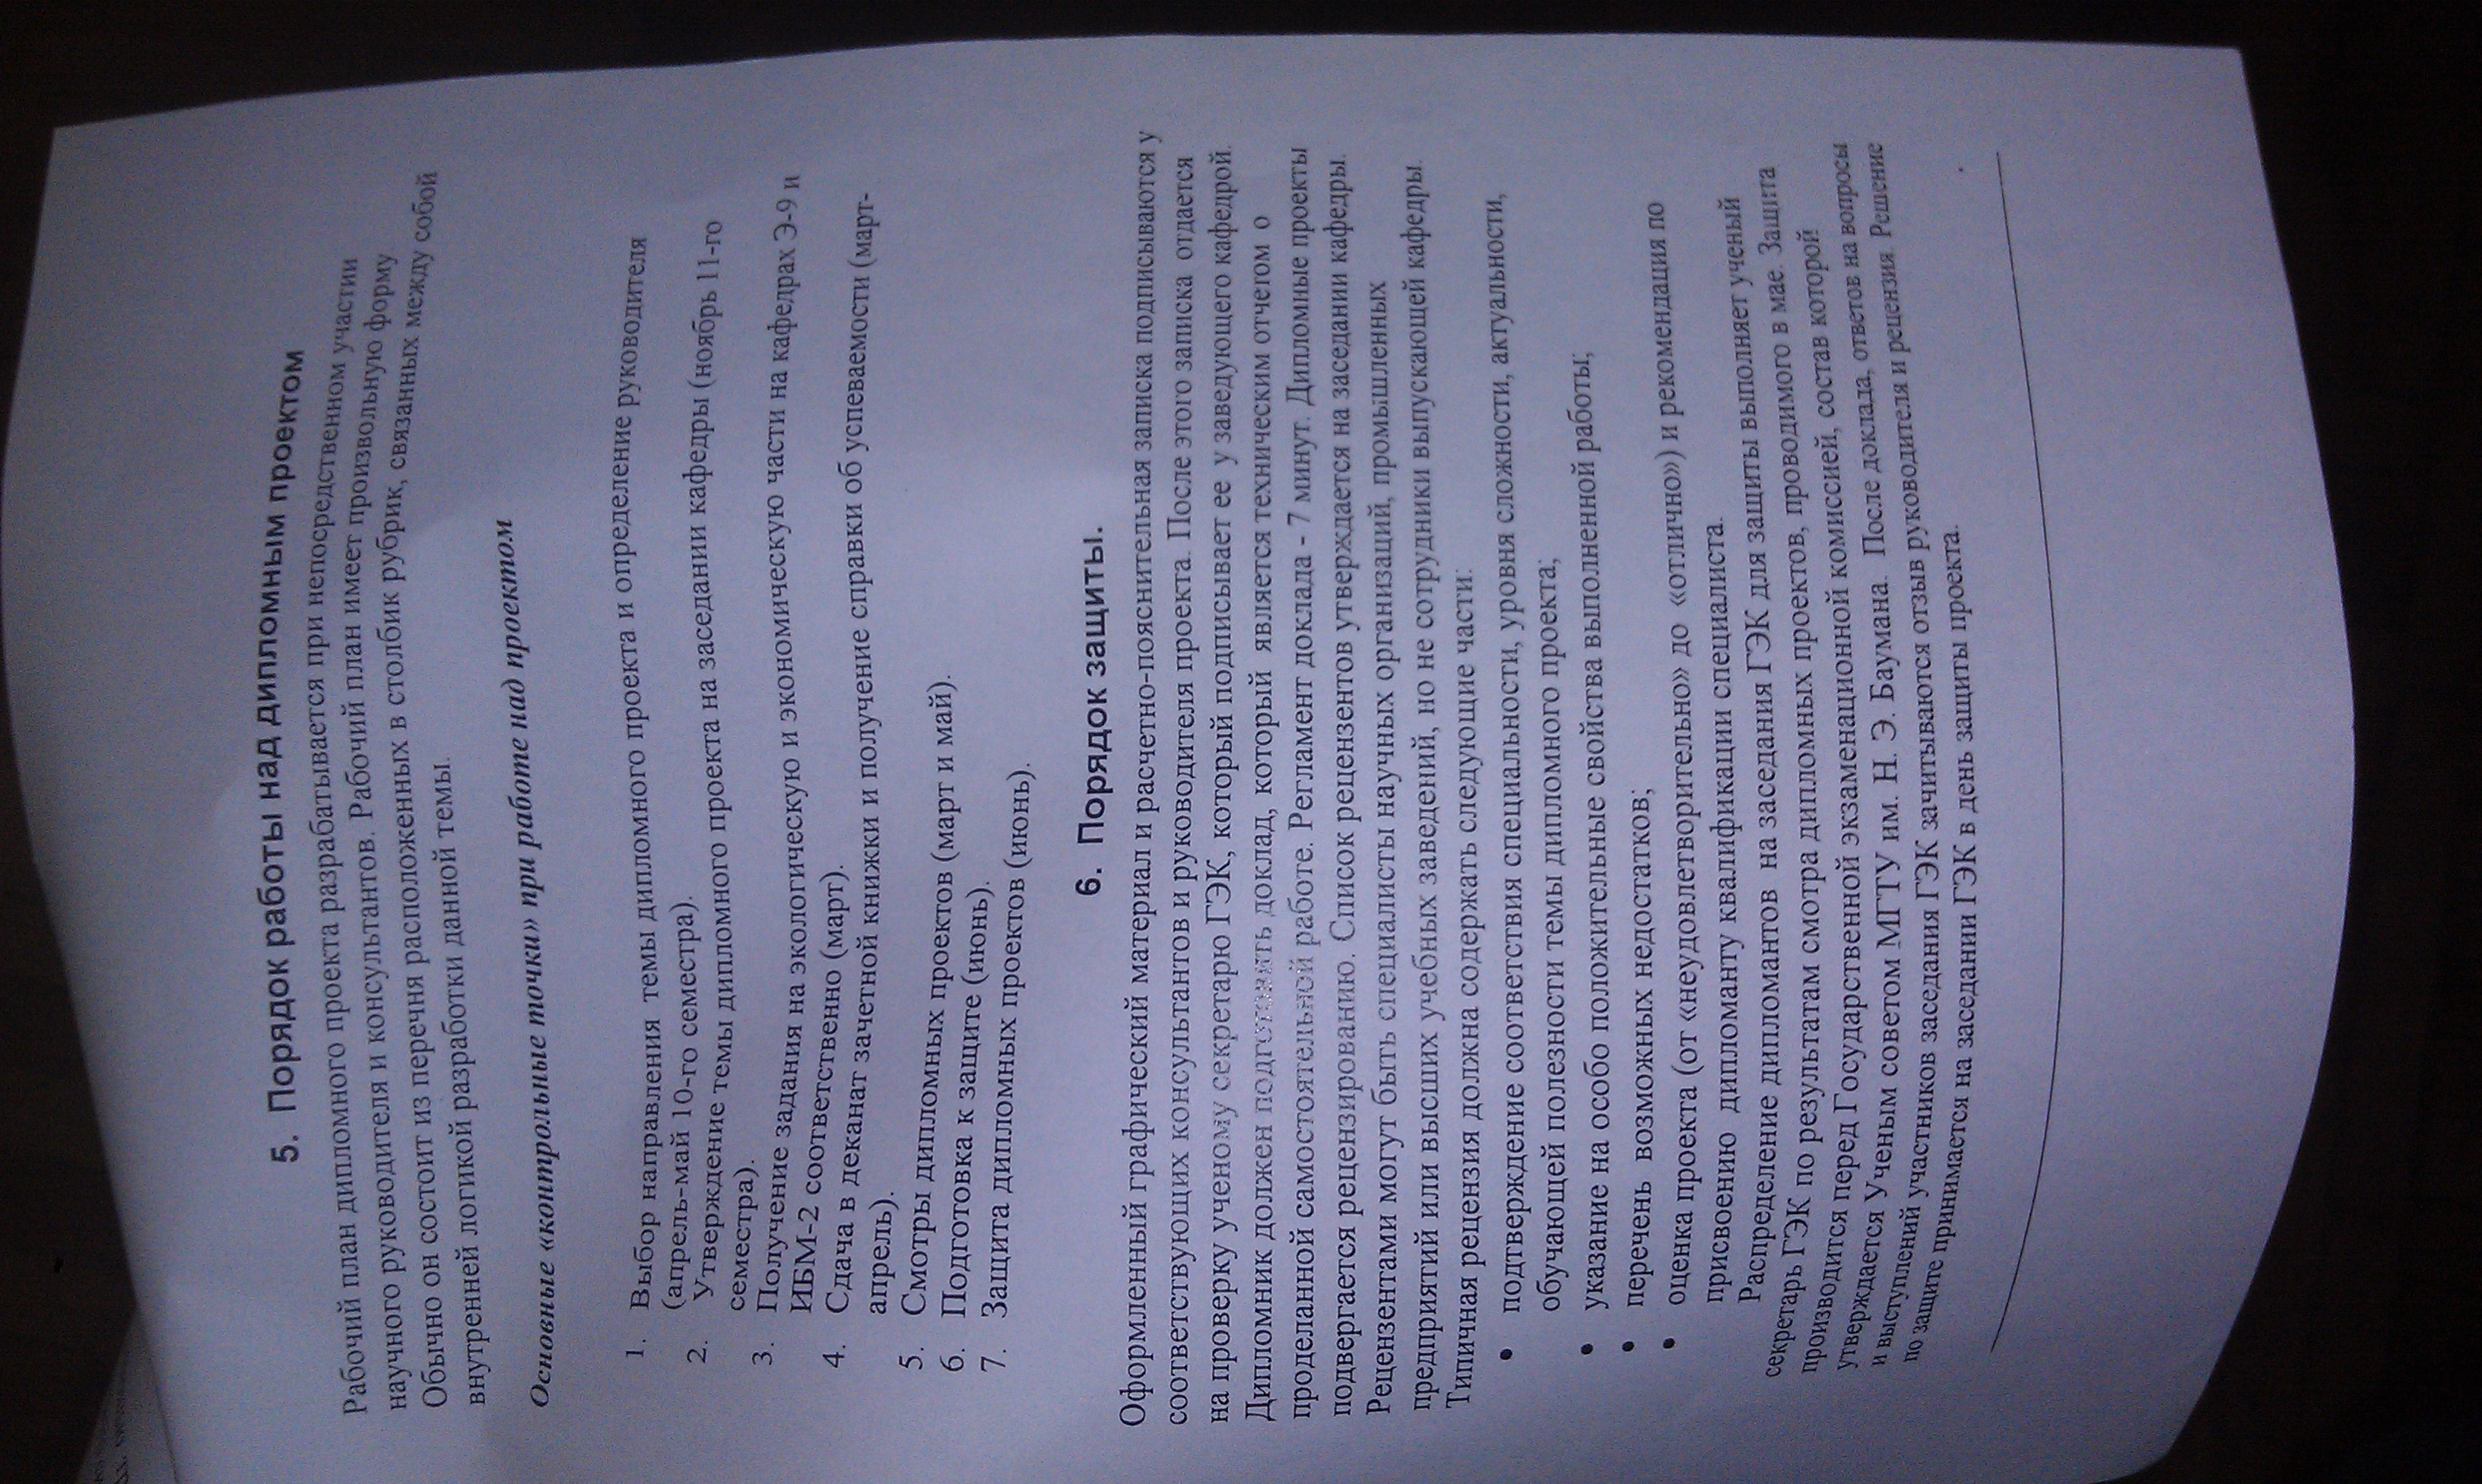 5. Порядок работы над дипломным проектом
Рабочий план дипломного проекта разрабатывается при непосредственном участии
научного руководителя и консультантов. Рабочий план имеет произвольную форму
Обычно он состоит из перечня расположенных в столбик рубрик, связанных между собой
внутренней логикой разработки данной темы.
Основные «контрольные точки» при работе над проектом
1. Выбор направления темы дипломного проекта и определение руководителя
(апрель-май 10-го семестра).
2. Утверждение темы дипломного проекта на заседании кафедры (ноябрь 11-го
семестра).
3. Получение задания на экологическую и экономическую части на кафедрах Э-9 и
ИБМ-2 соответственно (март).
4. Сдача в деканат зачетной книжки и получение справки об успеваемости (март-
апрель).
5. Смотры дипломных проектов (март и май).
6. Подготовка к защите (июнь).
7. Защита дипломных проектов (июнь).
6. Порядок защиты.
Оформленный графический материал и расчетно-пояснительная записка подписываются у
соответствующих консультантов и руководителя проекта. После этого записка отдается
на проверку ученому секретарю ГЭК, который подписывает ее у заведующего кафедрой.
Дипломник должен подготовить доклад, который является техническим отчетом о
проделанной самостоятельной работе. Регламент доклада - 7 минут. Дипломные проекты
подвергается рецензированию. Список рецензентов утверждается на заседании кафедры.
Рецензентами могут быть специалисты научных организаций, промышленных
предприятий или высших учебных заведений, но не сотрудники выпускающей кафедры.
Типичная рецензия должна содержать следующие части:
• подтверждение соответствия специальности, уровня сложности, актуальности,
обучающей полезности темы дипломного проекта;
• указание на особо положительные свойства выполненной работы;
• перечень возможных недостатков;
• оценка проекта (от «неудовлетворительно» до «отлично») и рекомендация по
присвоению дипломанту квалификации специалиста.
Распределение дипломантов на заседания ГЭК для защиты выполняет ученый
секретарь ГЭК по результатам смотра дипломных проектов, проводимого в мае. Защита
производится перед Государственной экзаменационной комиссией, состав которой
утверждается Ученым советом МГТУ им. Н. Э. Баумана. После доклада, ответов на вопросы
и выступлений участников заседания ГЭК зачитываются отзыв руководителя и рецензия. Решение
по защите принимается на заседании ГЭК в день защиты проекта.